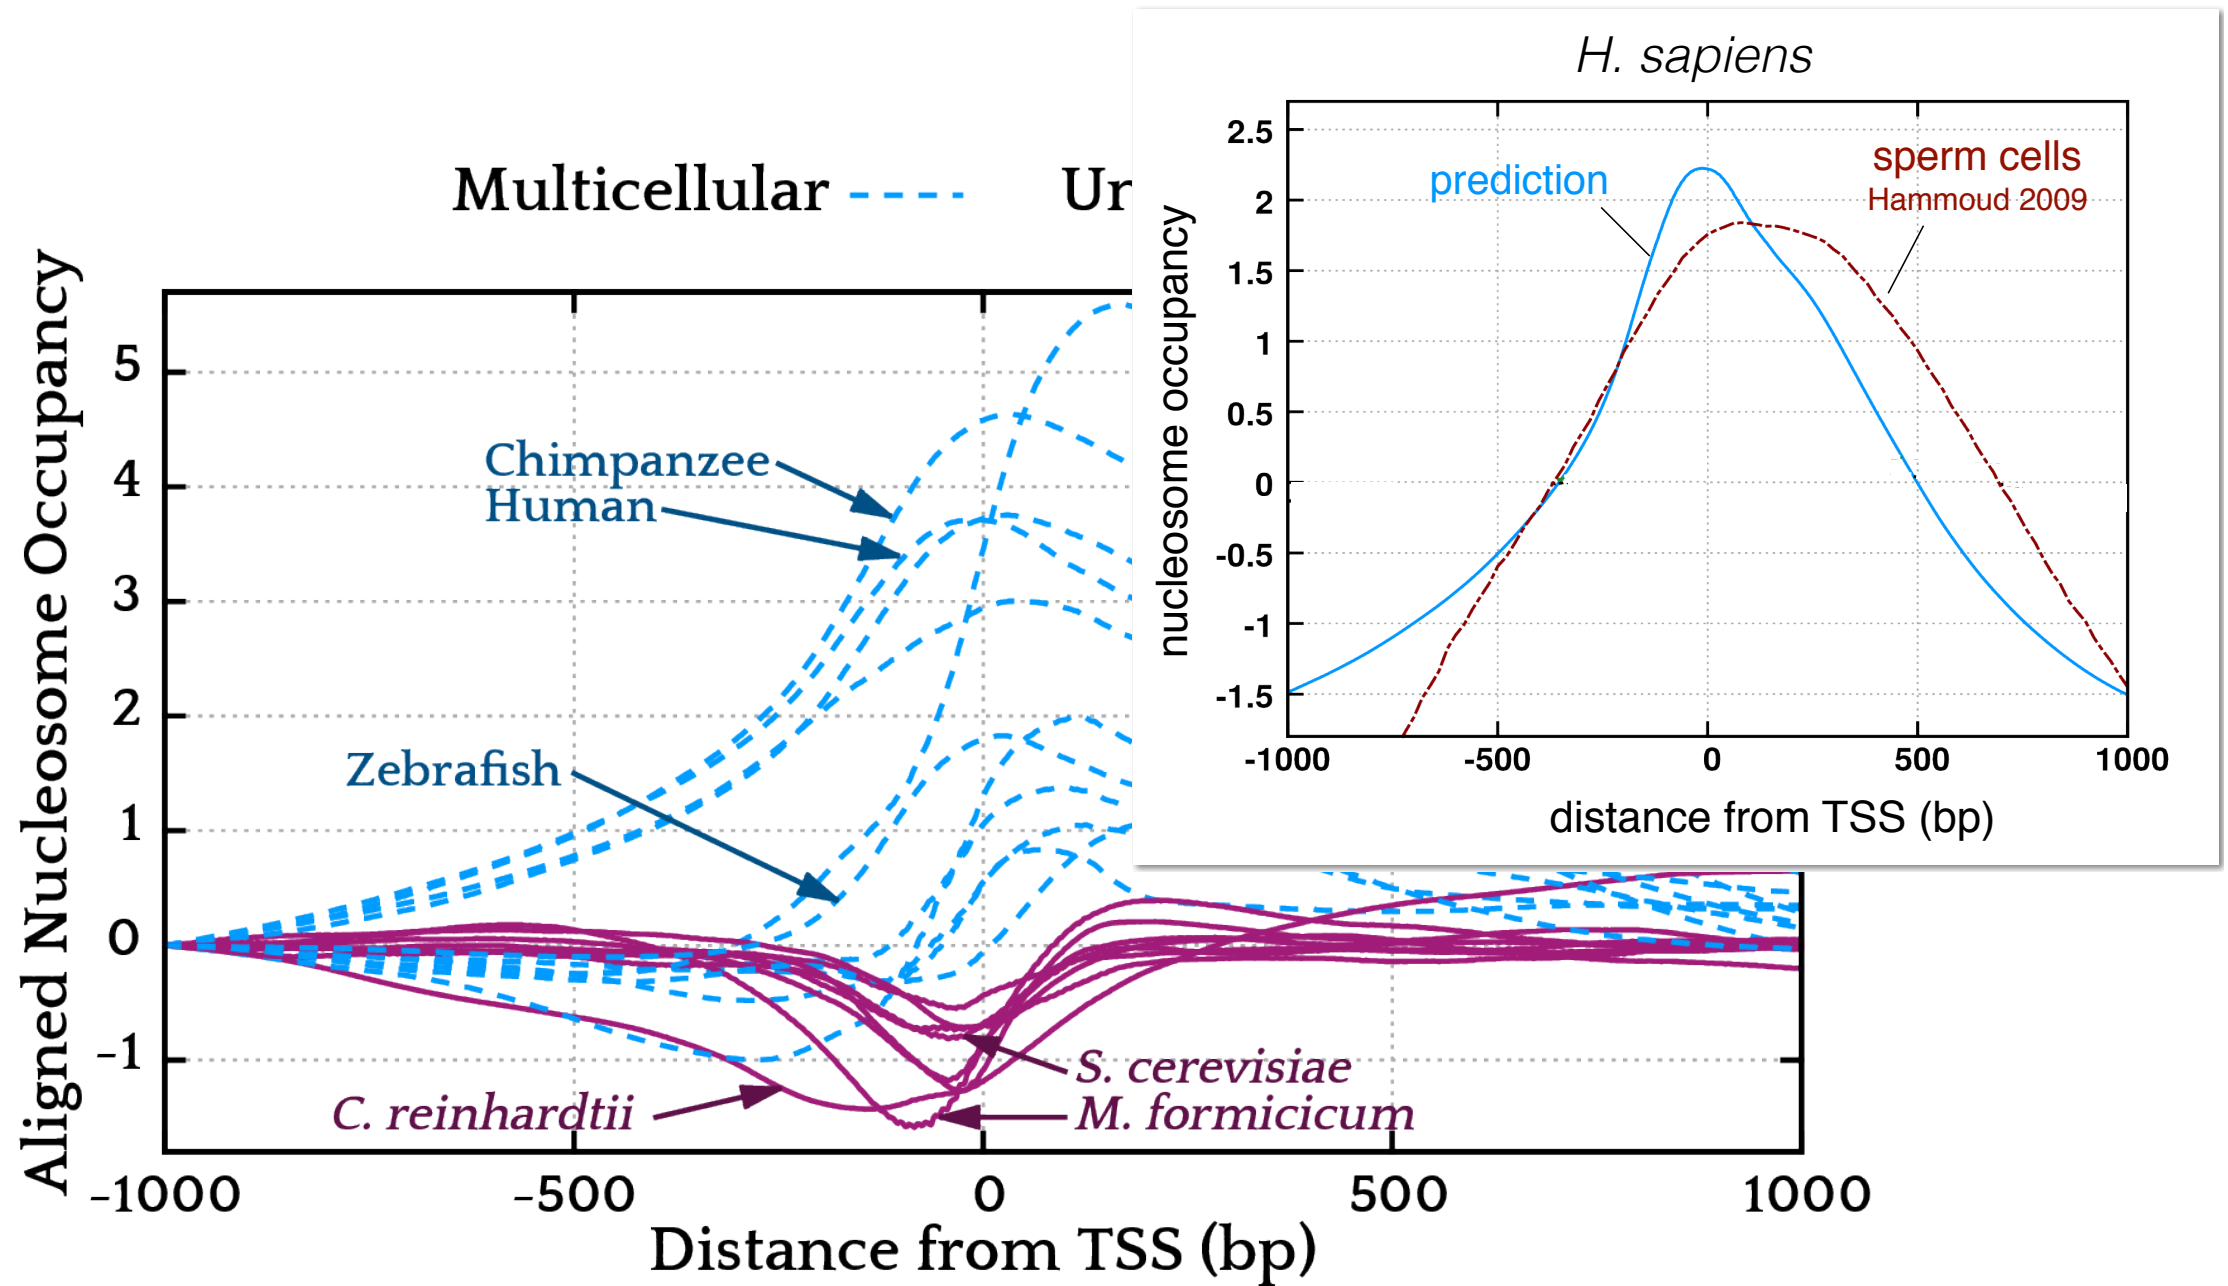 H. sapiens
2.5
2
1.5
1
0.5
0
-0.5
-1
-1.5
nucleosome occupancy
prediction
sperm cells
Hammoud 2009
-1000 -500 0 500 1000
distance from TSS (bp)
Multicellular Ur
Aligned Nucleosome Occupancy
5
4
3
2
1
0
-1
Chimpanzee
Human
Zebrafish
S. cerevisiae
C. reinhardtii
M. formicicum
-1000 -500 0 500 1000
Distance from TSS (bp)